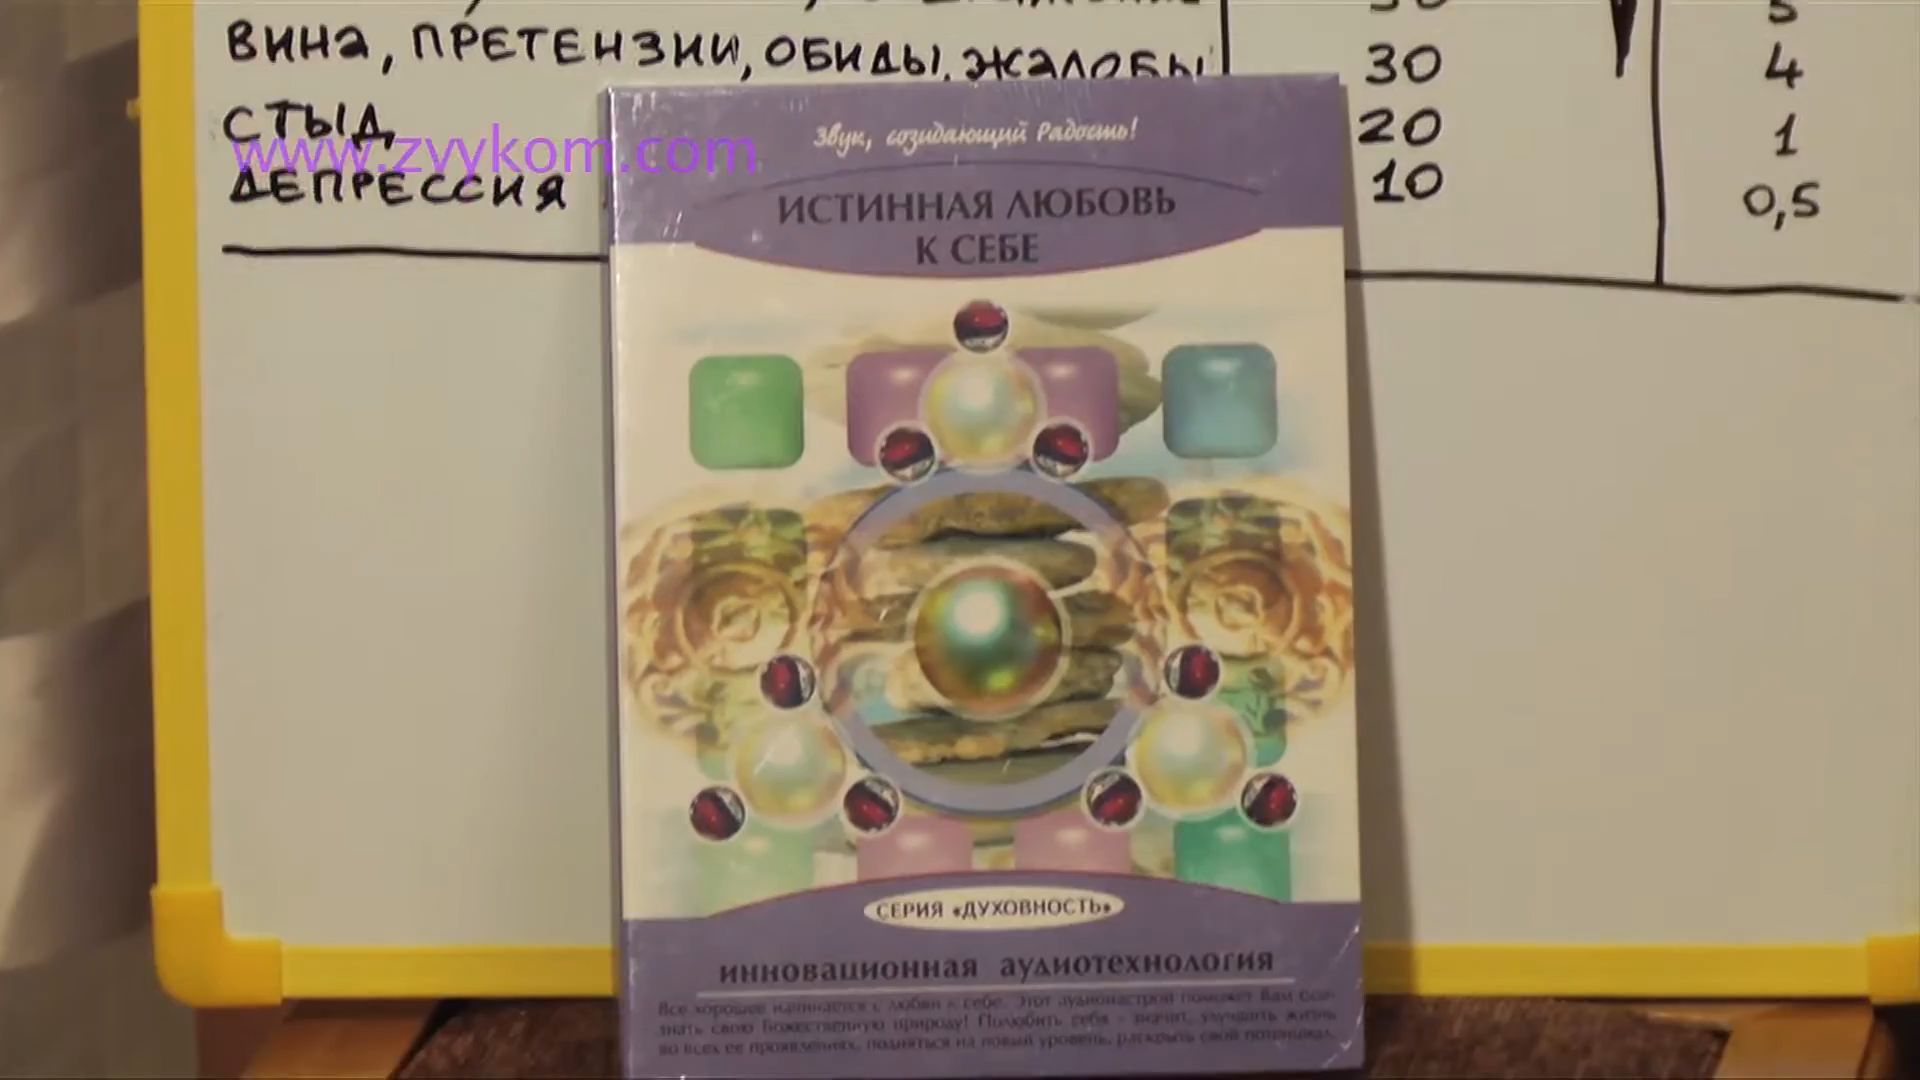 5
ВИНА, ПРЕТЕНЗИИ, ОБИДЫ, ЖАЛОБЫ 30 4
СТЫД 20 1
ДЕПРЕССИЯ 10 0,5
www.zvykom.com
Звук, созидающий Радость!
ИСТИННАЯ ЛЮБОВЬ
К СЕБЕ
СЕРИЯ «ДУХОВНОСТЬ»
инновационная аудиотехнология
Все хорошее начинается с любви к себе. Этот аудионастрой поможет Вам осо-
знать свою Божественную природу! Полюбить себя - значит, улучшить жизнь
во всех ее проявлениях, подняться на новый уровень, раскрыть свой потенциал.